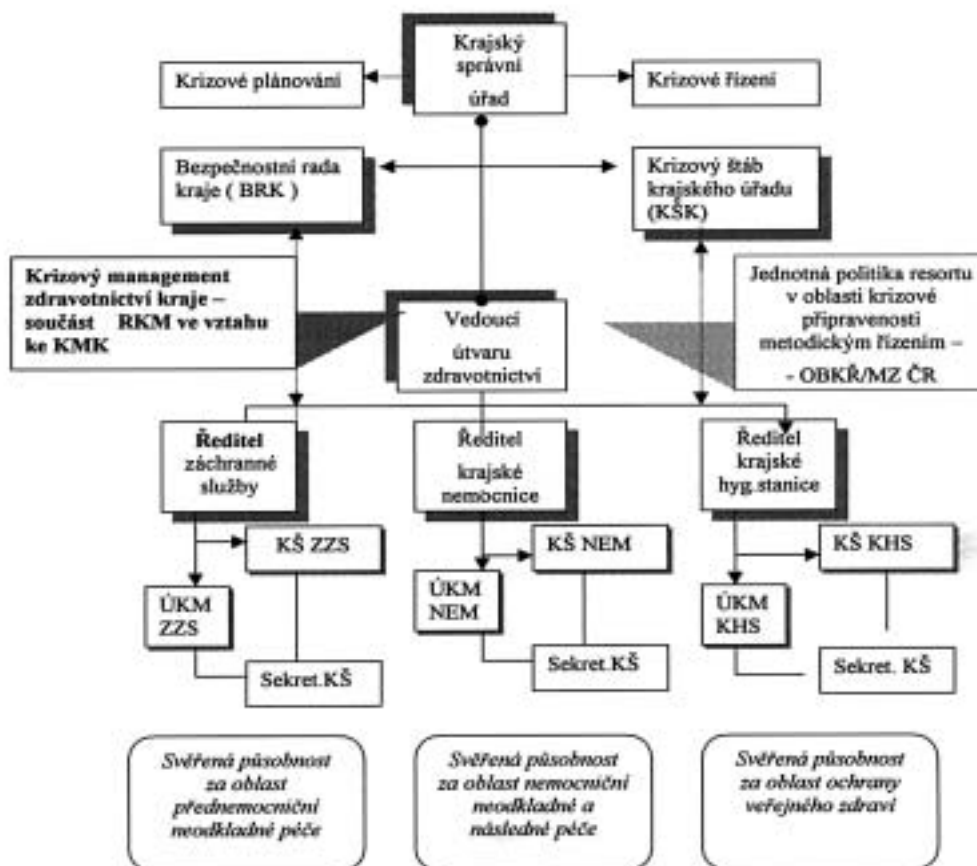 Krajský
správní
úřad
Krizové plánování
Krizové řízení
Bezpečnostní rada
kraje ( BRK )
Krizový štáb
krajského úřadu
(KŠK)
Krizový management
zdravotnictví kraje –
součást RKM ve vztahu
ke KMK
Jednotná politika resortu
v oblasti krizové
připravenosti
metodickým řízením –
- OBKŘ/MZ ČR
Vedoucí
útvaru
zdravotnictví
Ředitel
záchranné
služby
Ředitel
krajské
nemocnice
Ředitel
krajské
hyg.stanice
KŠ ZZS
KŠ NEM
KŠ KHS
ÚKM
ZZS
ÚKM
NEM
ÚKM
KHS
Sekret.KŠ
Sekret.KŠ
Sekret. KŠ
Svěřená působnost
za oblast
přednemocniční
neodkladné péče
Svěřená působnost
za oblast nemocniční
neodkladné a
následné péče
Svěřená působnost
za oblast ochrany
veřejného zdraví